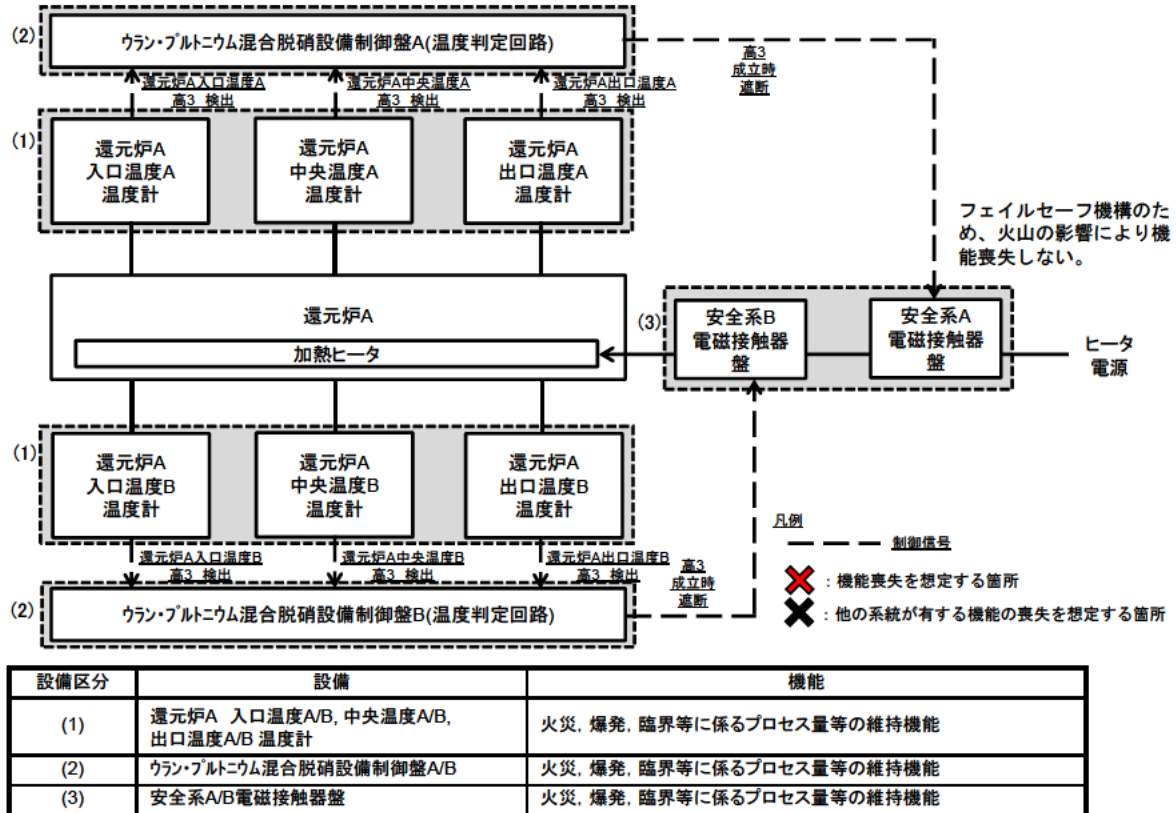 (2)
ウラン・プルトニウム混合脱硝設備制御盤A(温度判定回路)
高3
成立時
遮断
還元炉A入口温度A
高3 検出
還元炉A中央温度A
高3 検出
還元炉A出口温度A
高3 検出
(1)
還元炉A
入口温度A
温度計
還元炉A
中央温度A
温度計
還元炉A
出口温度A
温度計
フェイルセーフ機構のた
め、火山の影響により機
能喪失しない。
還元炉A
加熱ヒータ
(3)
安全系B
電磁接触器
盤
安全系A
電磁接触器
盤
ヒータ
電源
(1)
還元炉A
入口温度B
温度計
還元炉A
中央温度B
温度計
還元炉A
出口温度B
温度計
還元炉A入口温度B
高3 検出
還元炉A中央温度B
高3 検出
還元炉A出口温度B
高3 検出
高3
成立時
遮断
(2)
ウラン・プルトニウム混合脱硝設備制御盤B(温度判定回路)
凡例
制御信号
：機能喪失を想定する箇所
：他の系統が有する機能の喪失を想定する箇所
設備区分 設備 機能
(1) 還元炉A 入口温度A/B, 中央温度A/B,
出口温度A/B 温度計 火災, 爆発, 臨界等に係るプロセス量等の維持機能
(2) ウラン・プルトニウム混合脱硝設備制御盤A/B 火災, 爆発, 臨界等に係るプロセス量等の維持機能
(3) 安全系A/B電磁接触器盤 火災, 爆発, 臨界等に係るプロセス量等の維持機能